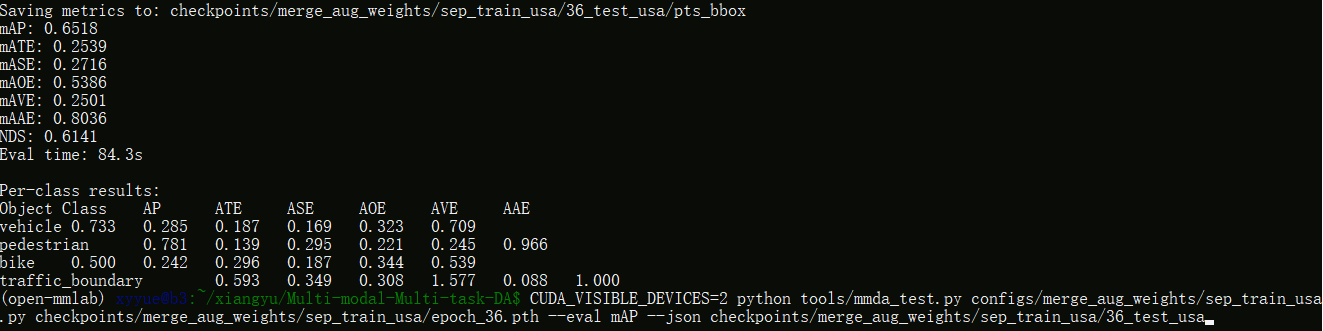 Saving metrics to: checkpoints/merge_aug_weights/sep_train_usa/36_test_usa/pts_bbox
mAP: 0.6518
mATE: 0.2539
mASE: 0.2716
mAOE: 0.5386
mAVE: 0.2501
mAAE: 0.8036
NDS: 0.6141
Eval time: 84.3s
Per-class results:
Object Class AP ATE ASE AOE AVE AAE
vehicle 0.733 0.285 0.187 0.169 0.323 0.709
pedestrian 0.781 0.139 0.295 0.221 0.245 0.966
bike 0.500 0.242 0.296 0.187 0.344 0.539
traffic_boundary 0.593 0.349 0.308 1.577 0.088 1.000
(open-mmlab) xyyue@b3:~/xiangyu/Multi-modal-Multi-task-DA$ CUDA_VISIBLE_DEVICES=2 python tools/mmda_test.py configs/merge_aug_weights/sep_train_usa
.py checkpoints/merge_aug_weights/sep_train_usa/epoch_36.pth --eval mAP --json checkpoints/merge_aug_weights/sep_train_usa/36_test_usa